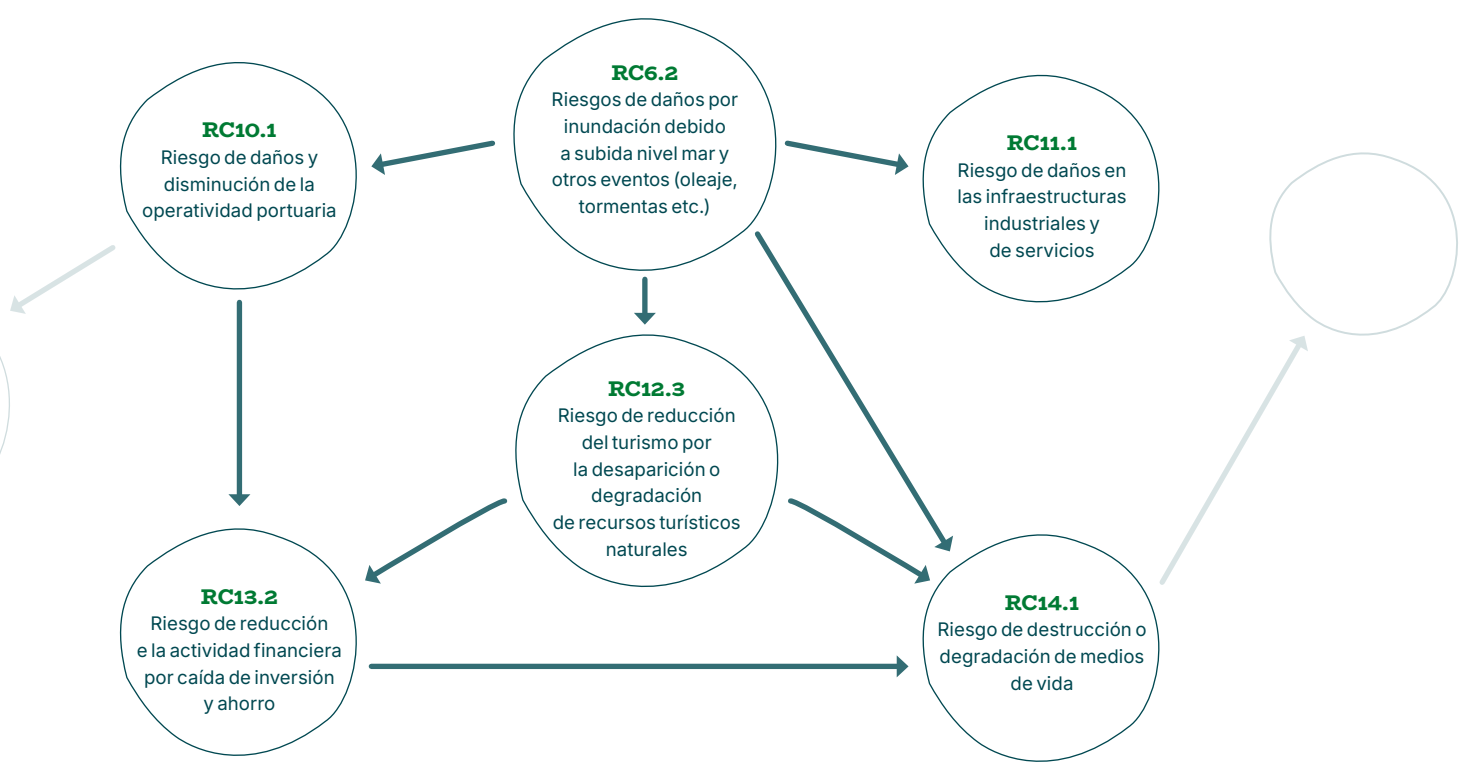 RC6.2
Riesgos de daños por
inundación debido
a subida nivel mar y
otros eventos (oleaje,
tormentas etc.)
RC10.1
Riesgo de daños y
disminución de la
operatividad portuaria
RC11.1
Riesgo de daños en
las infraestructuras
industriales y
de servicios
RC12.3
Riesgo de reducción
del turismo por
la desaparición o
degradación
de recursos turísticos
naturales
RC13.2
Riesgo de reducción
e la actividad financiera
por caída de inversión
y ahorro
RC14.1
Riesgo de destrucción o
degradación de medios
de vida